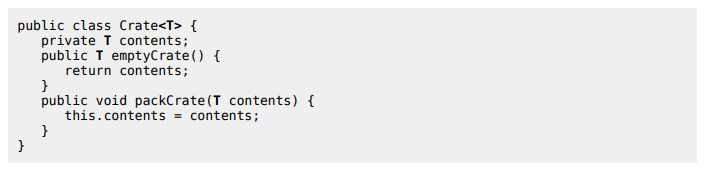 public class Crate<T> {
   private T contents;
   public T emptyCrate() {
      return contents;
   }
   public void packCrate(T contents) {
      this.contents = contents;
   }
}